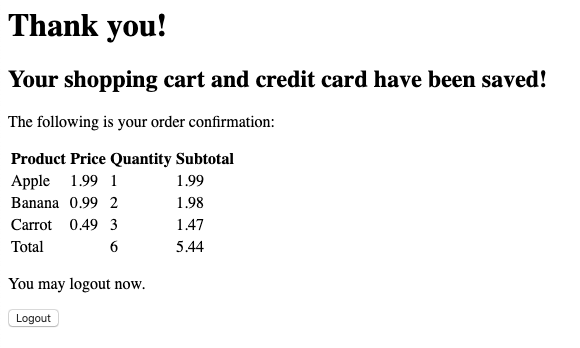 Thank you!
Your shopping cart and credit card have been saved!
The following is your order confirmation:
Product Price Quantity Subtotal
Apple 1.99 1 1.99
Banana 0.99 2 1.98
Carrot 0.49 3 1.47
Total 6 5.44
You may logout now.
Logout